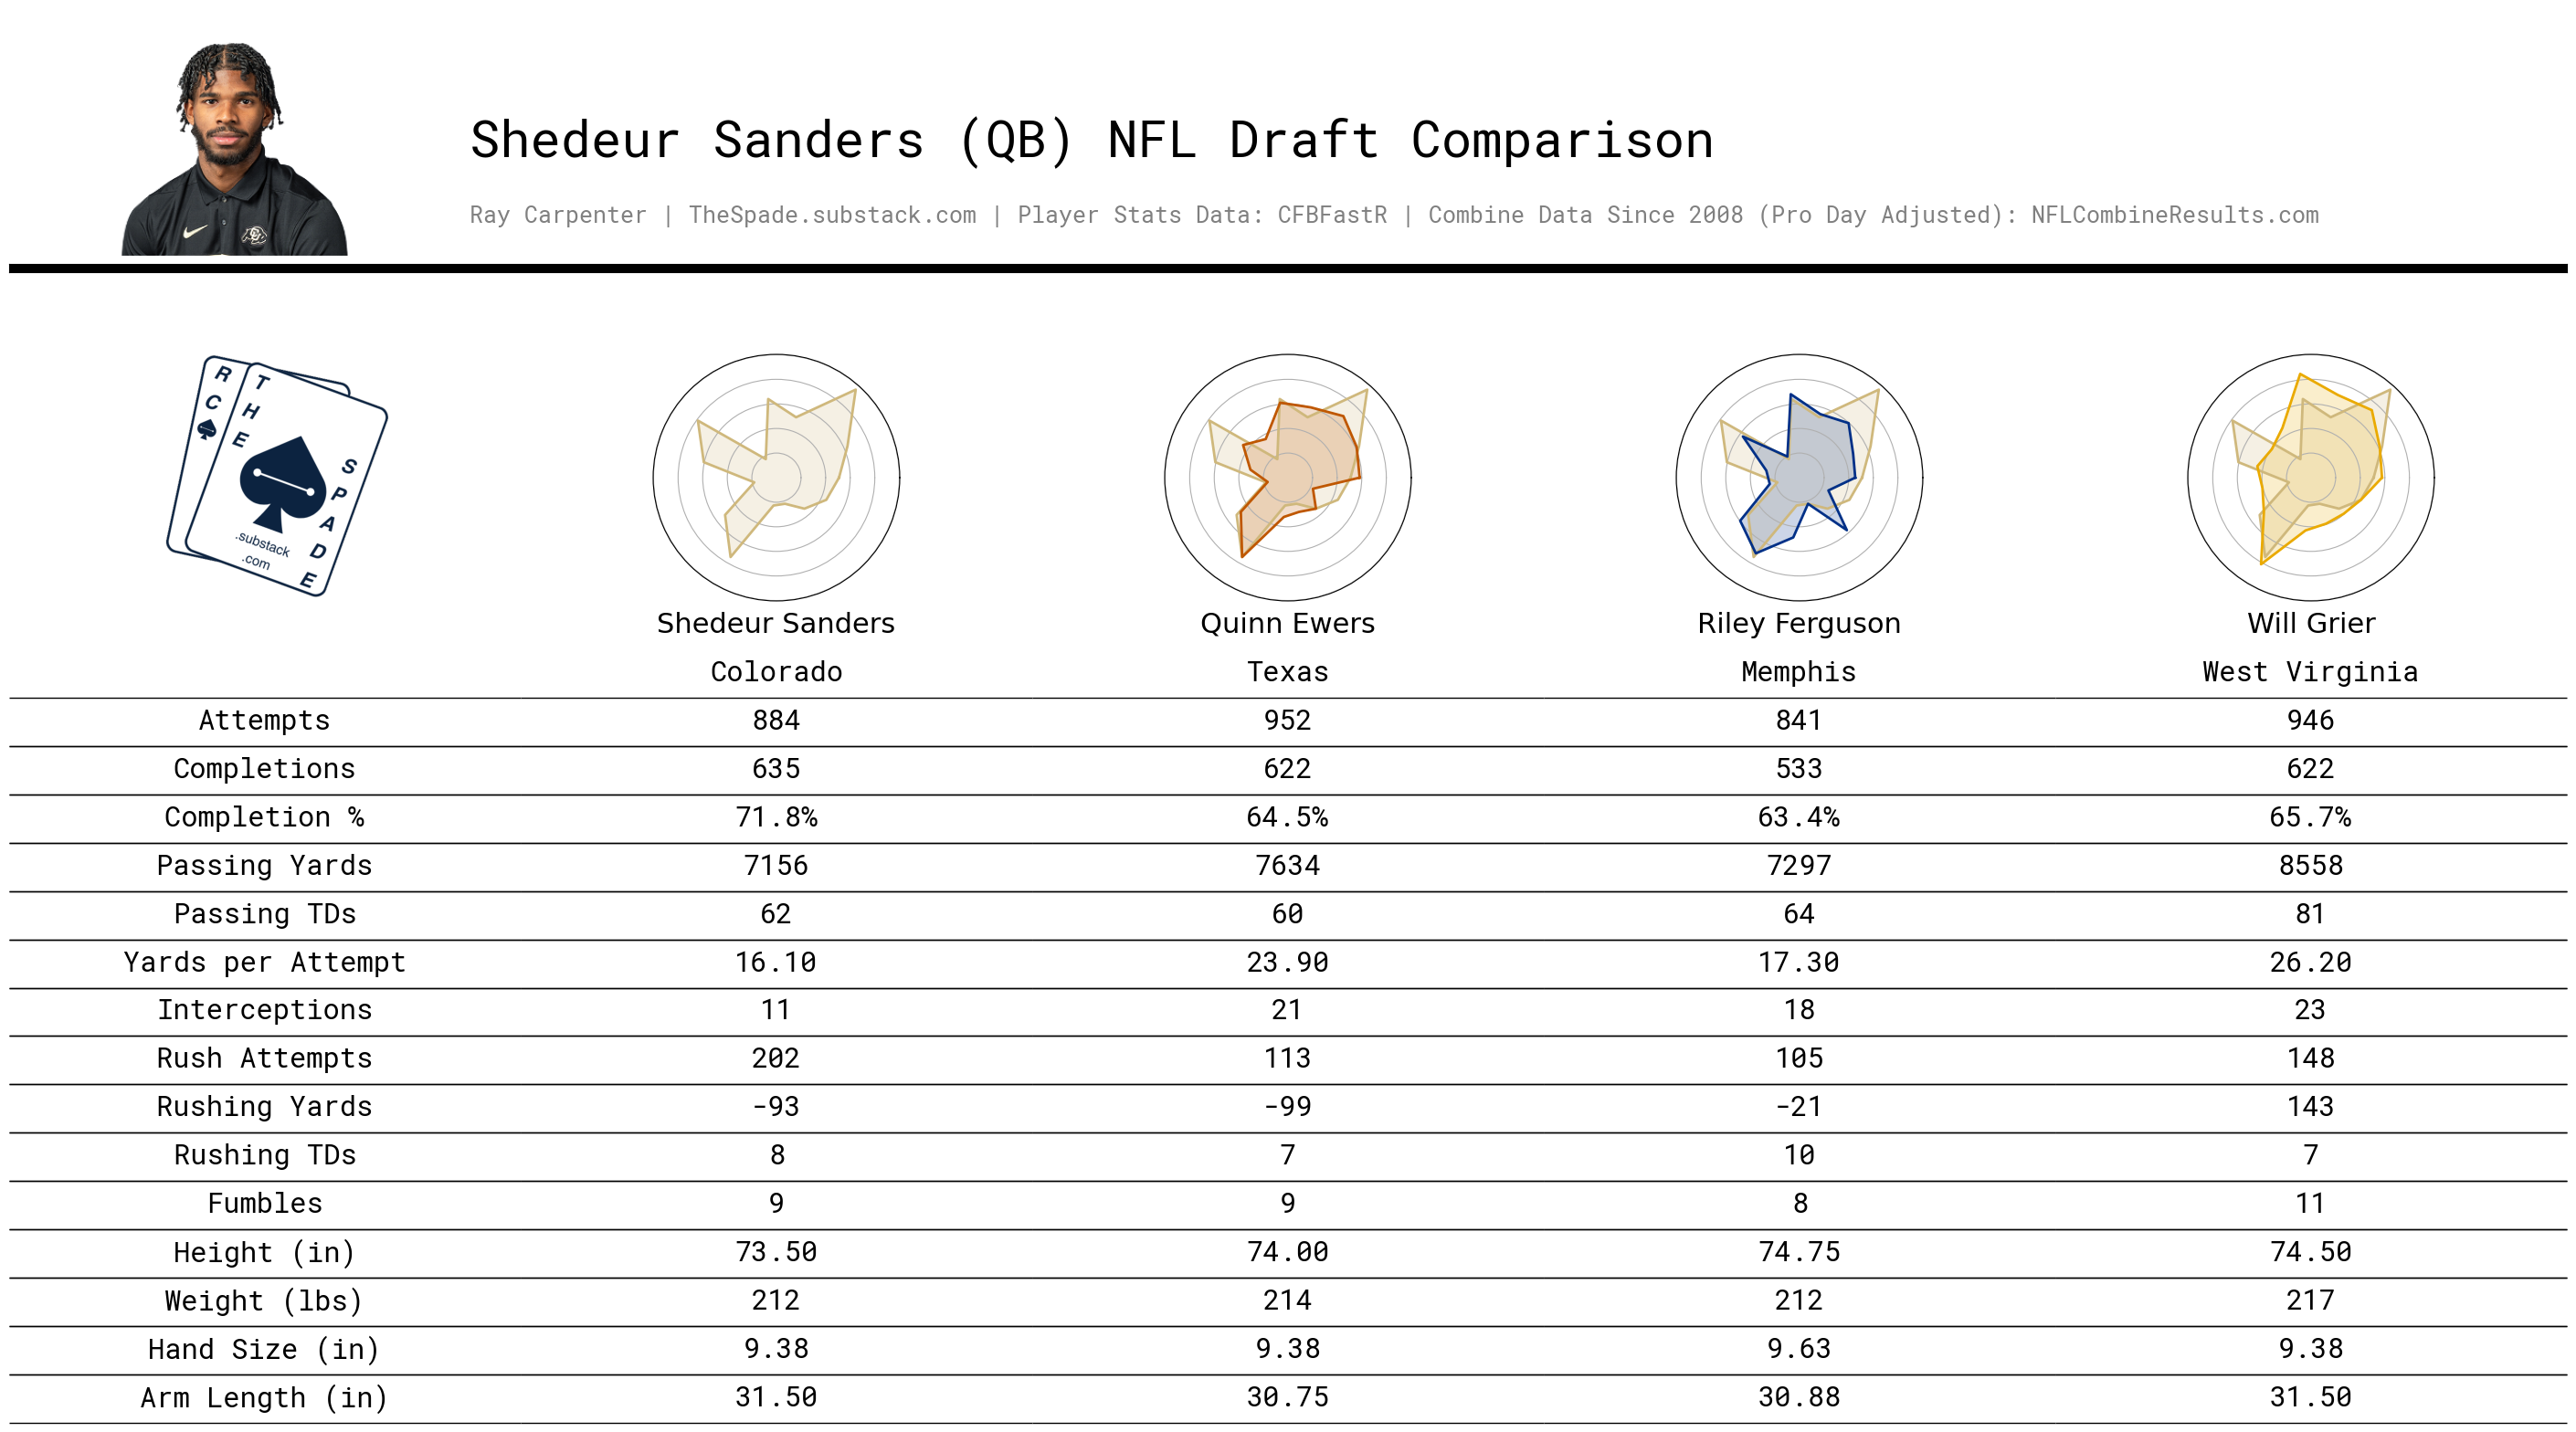 Shedeur Sanders (QB) NFL Draft Comparison
Ray Carpenter | TheSpade.substack.com | Player Stats Data: CFBFastR | Combine Data Since 2008 (Pro Day Adjusted): NFLCombineResults.com
RC
THE
SPADE
.substack
.com
Shedeur Sanders Quinn Ewers Riley Ferguson Will Grier
Colorado Texas Memphis West Virginia
Attempts 884 952 841 946
Completions 635 622 533 622
Completion % 71.8% 64.5% 63.4% 65.7%
Passing Yards 7156 7634 7297 8558
Passing TDs 62 60 64 81
Yards per Attempt 16.10 23.90 17.30 26.20
Interceptions 11 21 18 23
Rush Attempts 202 113 105 148
Rushing Yards -93 -99 -21 143
Rushing TDs 8 7 10 7
Fumbles 9 9 8 11
Height (in) 73.50 74.00 74.75 74.50
Weight (lbs) 212 214 212 217
Hand Size (in) 9.38 9.38 9.63 9.38
Arm Length (in) 31.50 30.75 30.88 31.50